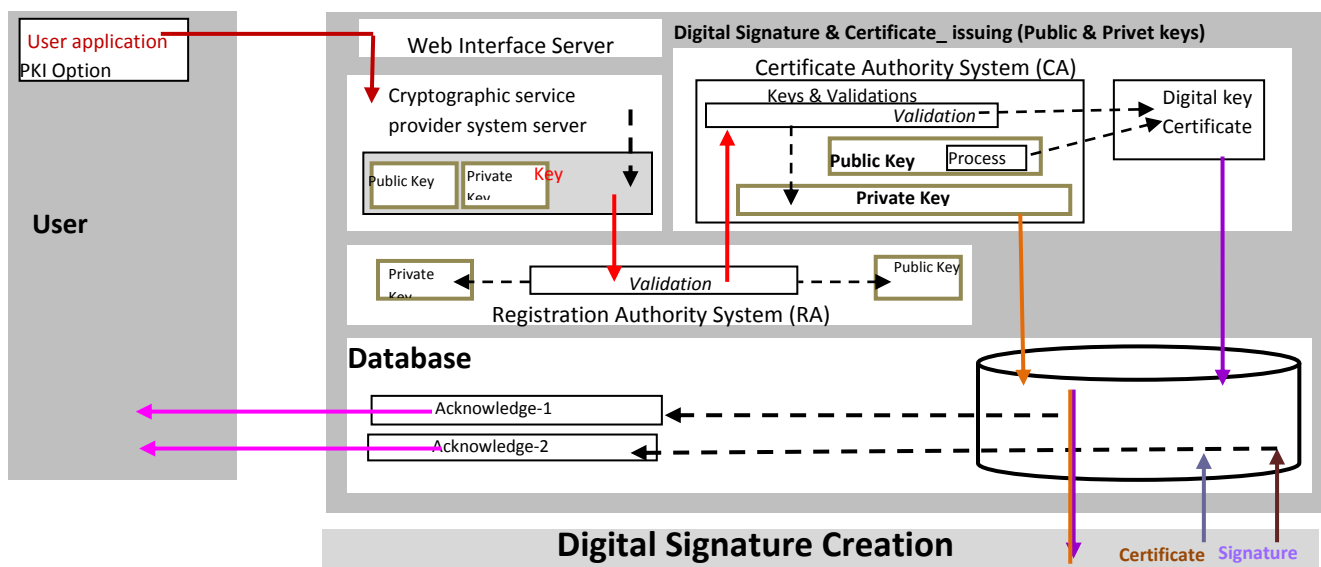 User application
PKI Option
User
Web Interface Server
Cryptographic service
provider system server
Public Key
Private
Key
Key
Digital Signature & Certificate_ issuing (Public & Privet keys)
Certificate Authority System (CA)
Keys & Validations
Validation
Public Key
Process
Private Key
Digital key
Certificate
Private
Key
Validation
Public Key
Registration Authority System (RA)
Database
Acknowledge-1
Acknowledge-2
Digital Signature Creation
Certificate
Signature